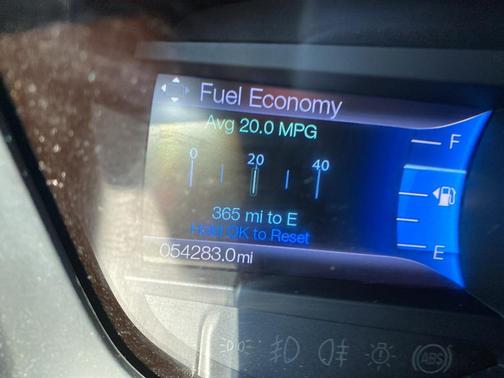 Fuel Economy
Avg 20.0 MPG
F
0 20 40
365 mi to E
Hold OK to Reset
E
054283.0mi
ABS